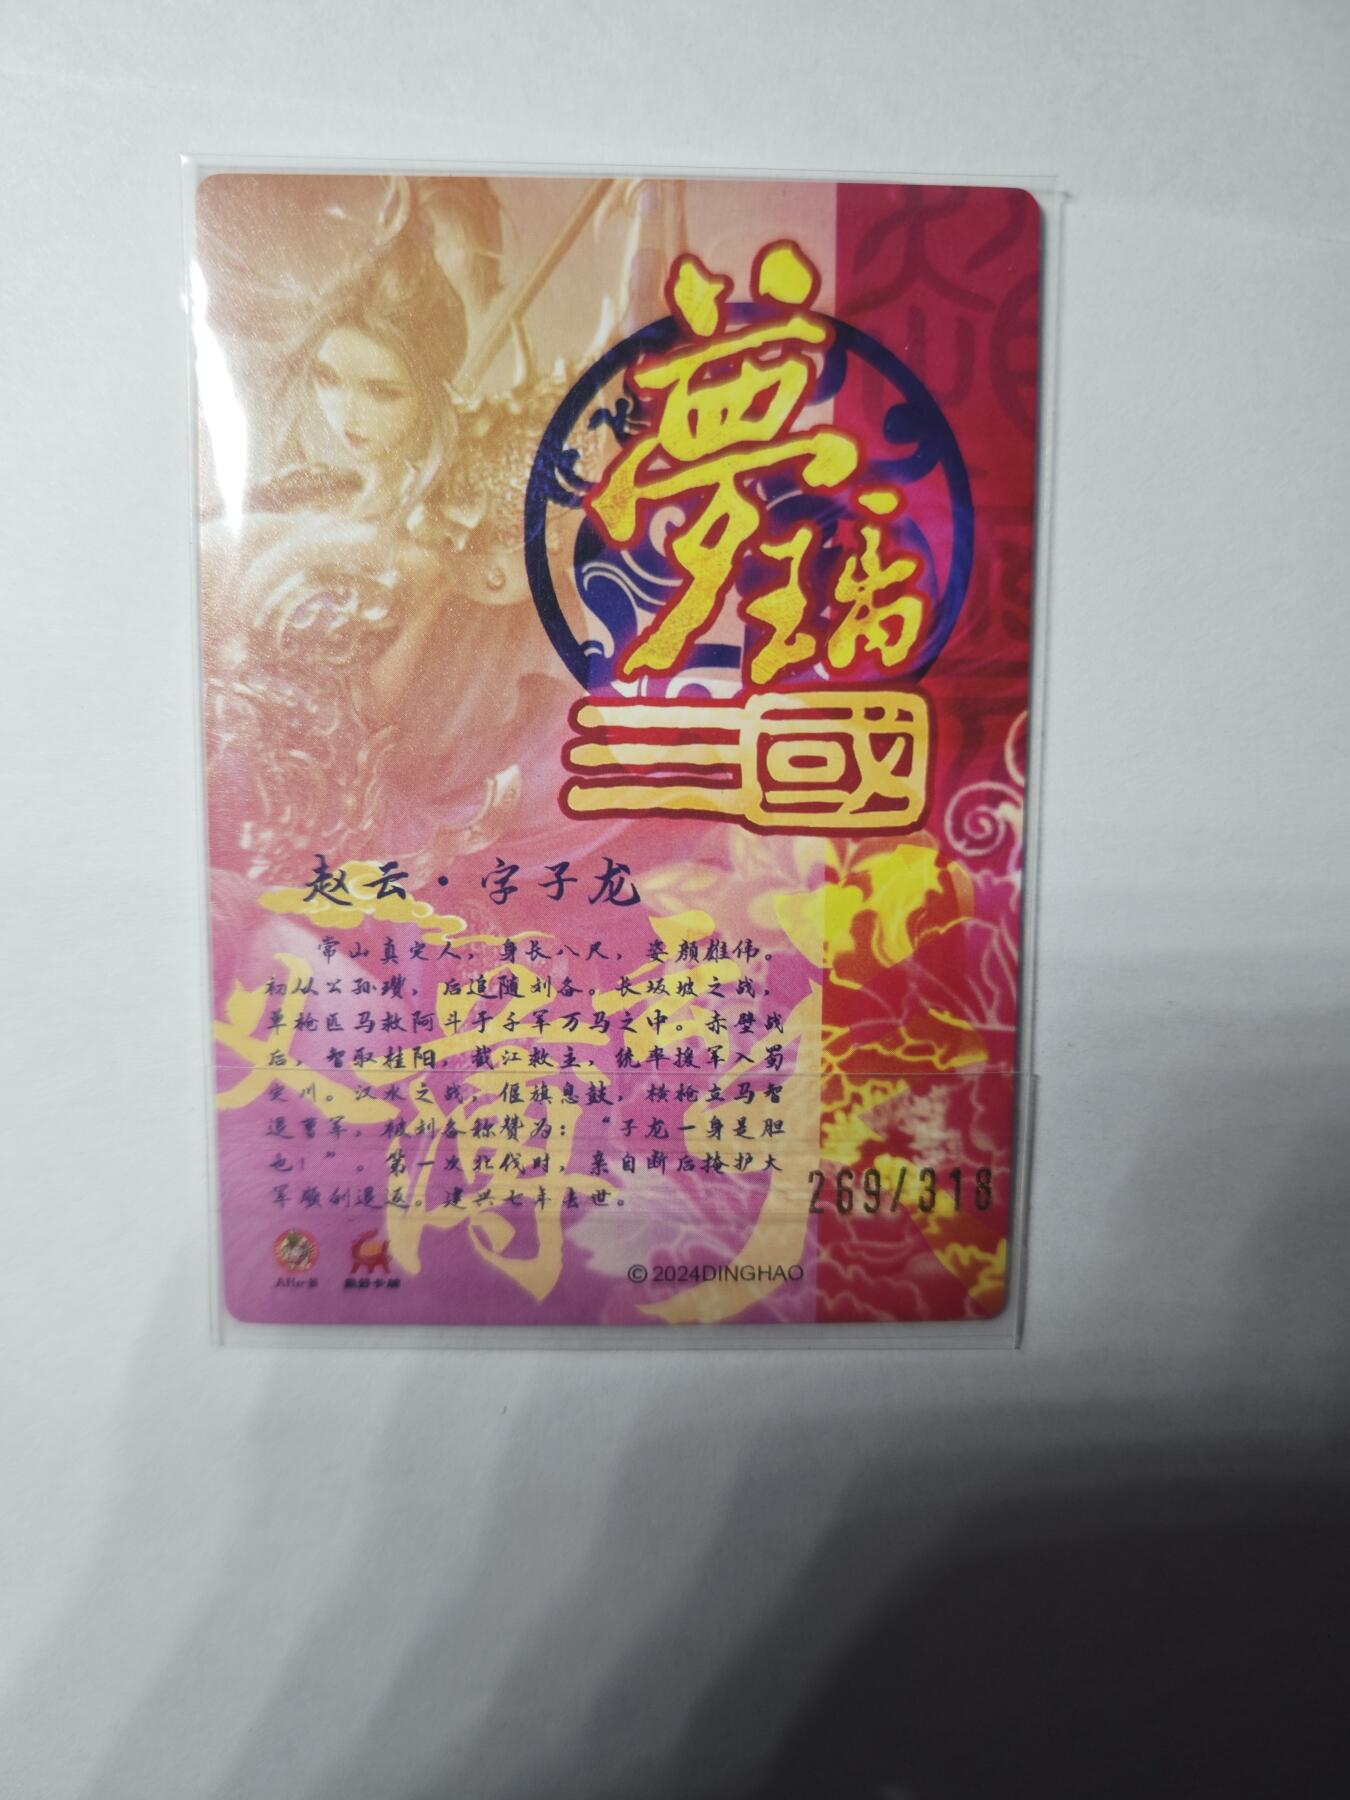 夢璃
三國
赵云·字子龙
常山真定人，身长八尺，姿颜雄伟。
初从公孙瓒，后追随刘备。长坂坡之战，
单枪匹马救阿斗于千军万马之中。赤壁战
后，智取桂阳，截江救主，统率援军入蜀
定川。汉水之战，偃旗息鼓，横枪立马智
退曹军，被刘备称赞为：“子龙一身是胆
也！”。第一次北伐时，亲自断后掩护大
军顺利退返。建兴七年去世。
269/318
© 2024DINGHAO